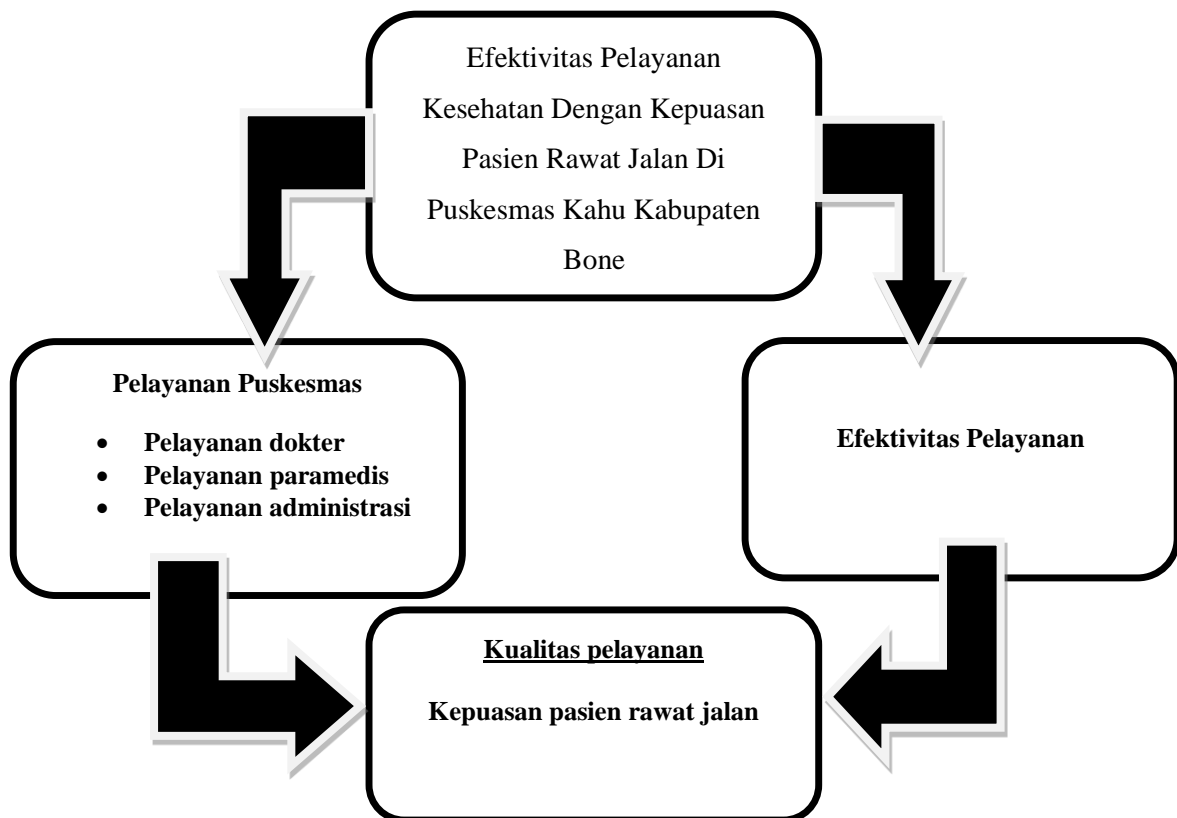 Efektivitas Pelayanan
Kesehatan Dengan Kepuasan
Pasien Rawat Jalan Di
Puskesmas Kahu Kabupaten
Bone
Pelayanan Puskesmas
• Pelayanan dokter
• Pelayanan paramedis
• Pelayanan administrasi
Efektivitas Pelayanan
Kualitas pelayanan
Kepuasan pasien rawat jalan